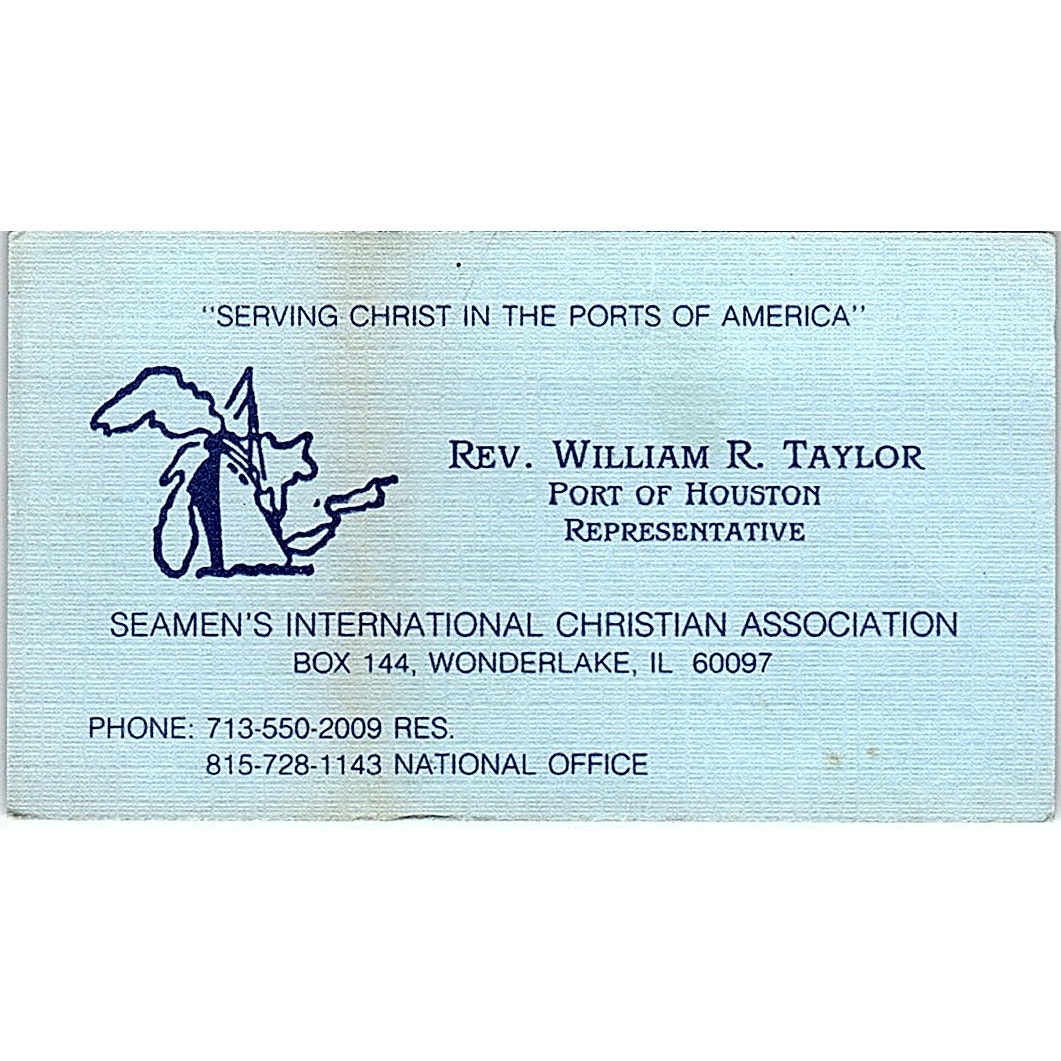 "SERVING CHRIST IN THE PORTS OF AMERICA"
REV. WILLIAM R. TAYLOR
PORT OF HOUSTON
REPRESENTATIVE
SEAMEN'S INTERNATIONAL CHRISTIAN ASSOCIATION
BOX 144, WONDERLAKE, IL 60097
PHONE: 713-550-2009 RES.
815-728-1143 NATIONAL OFFICE